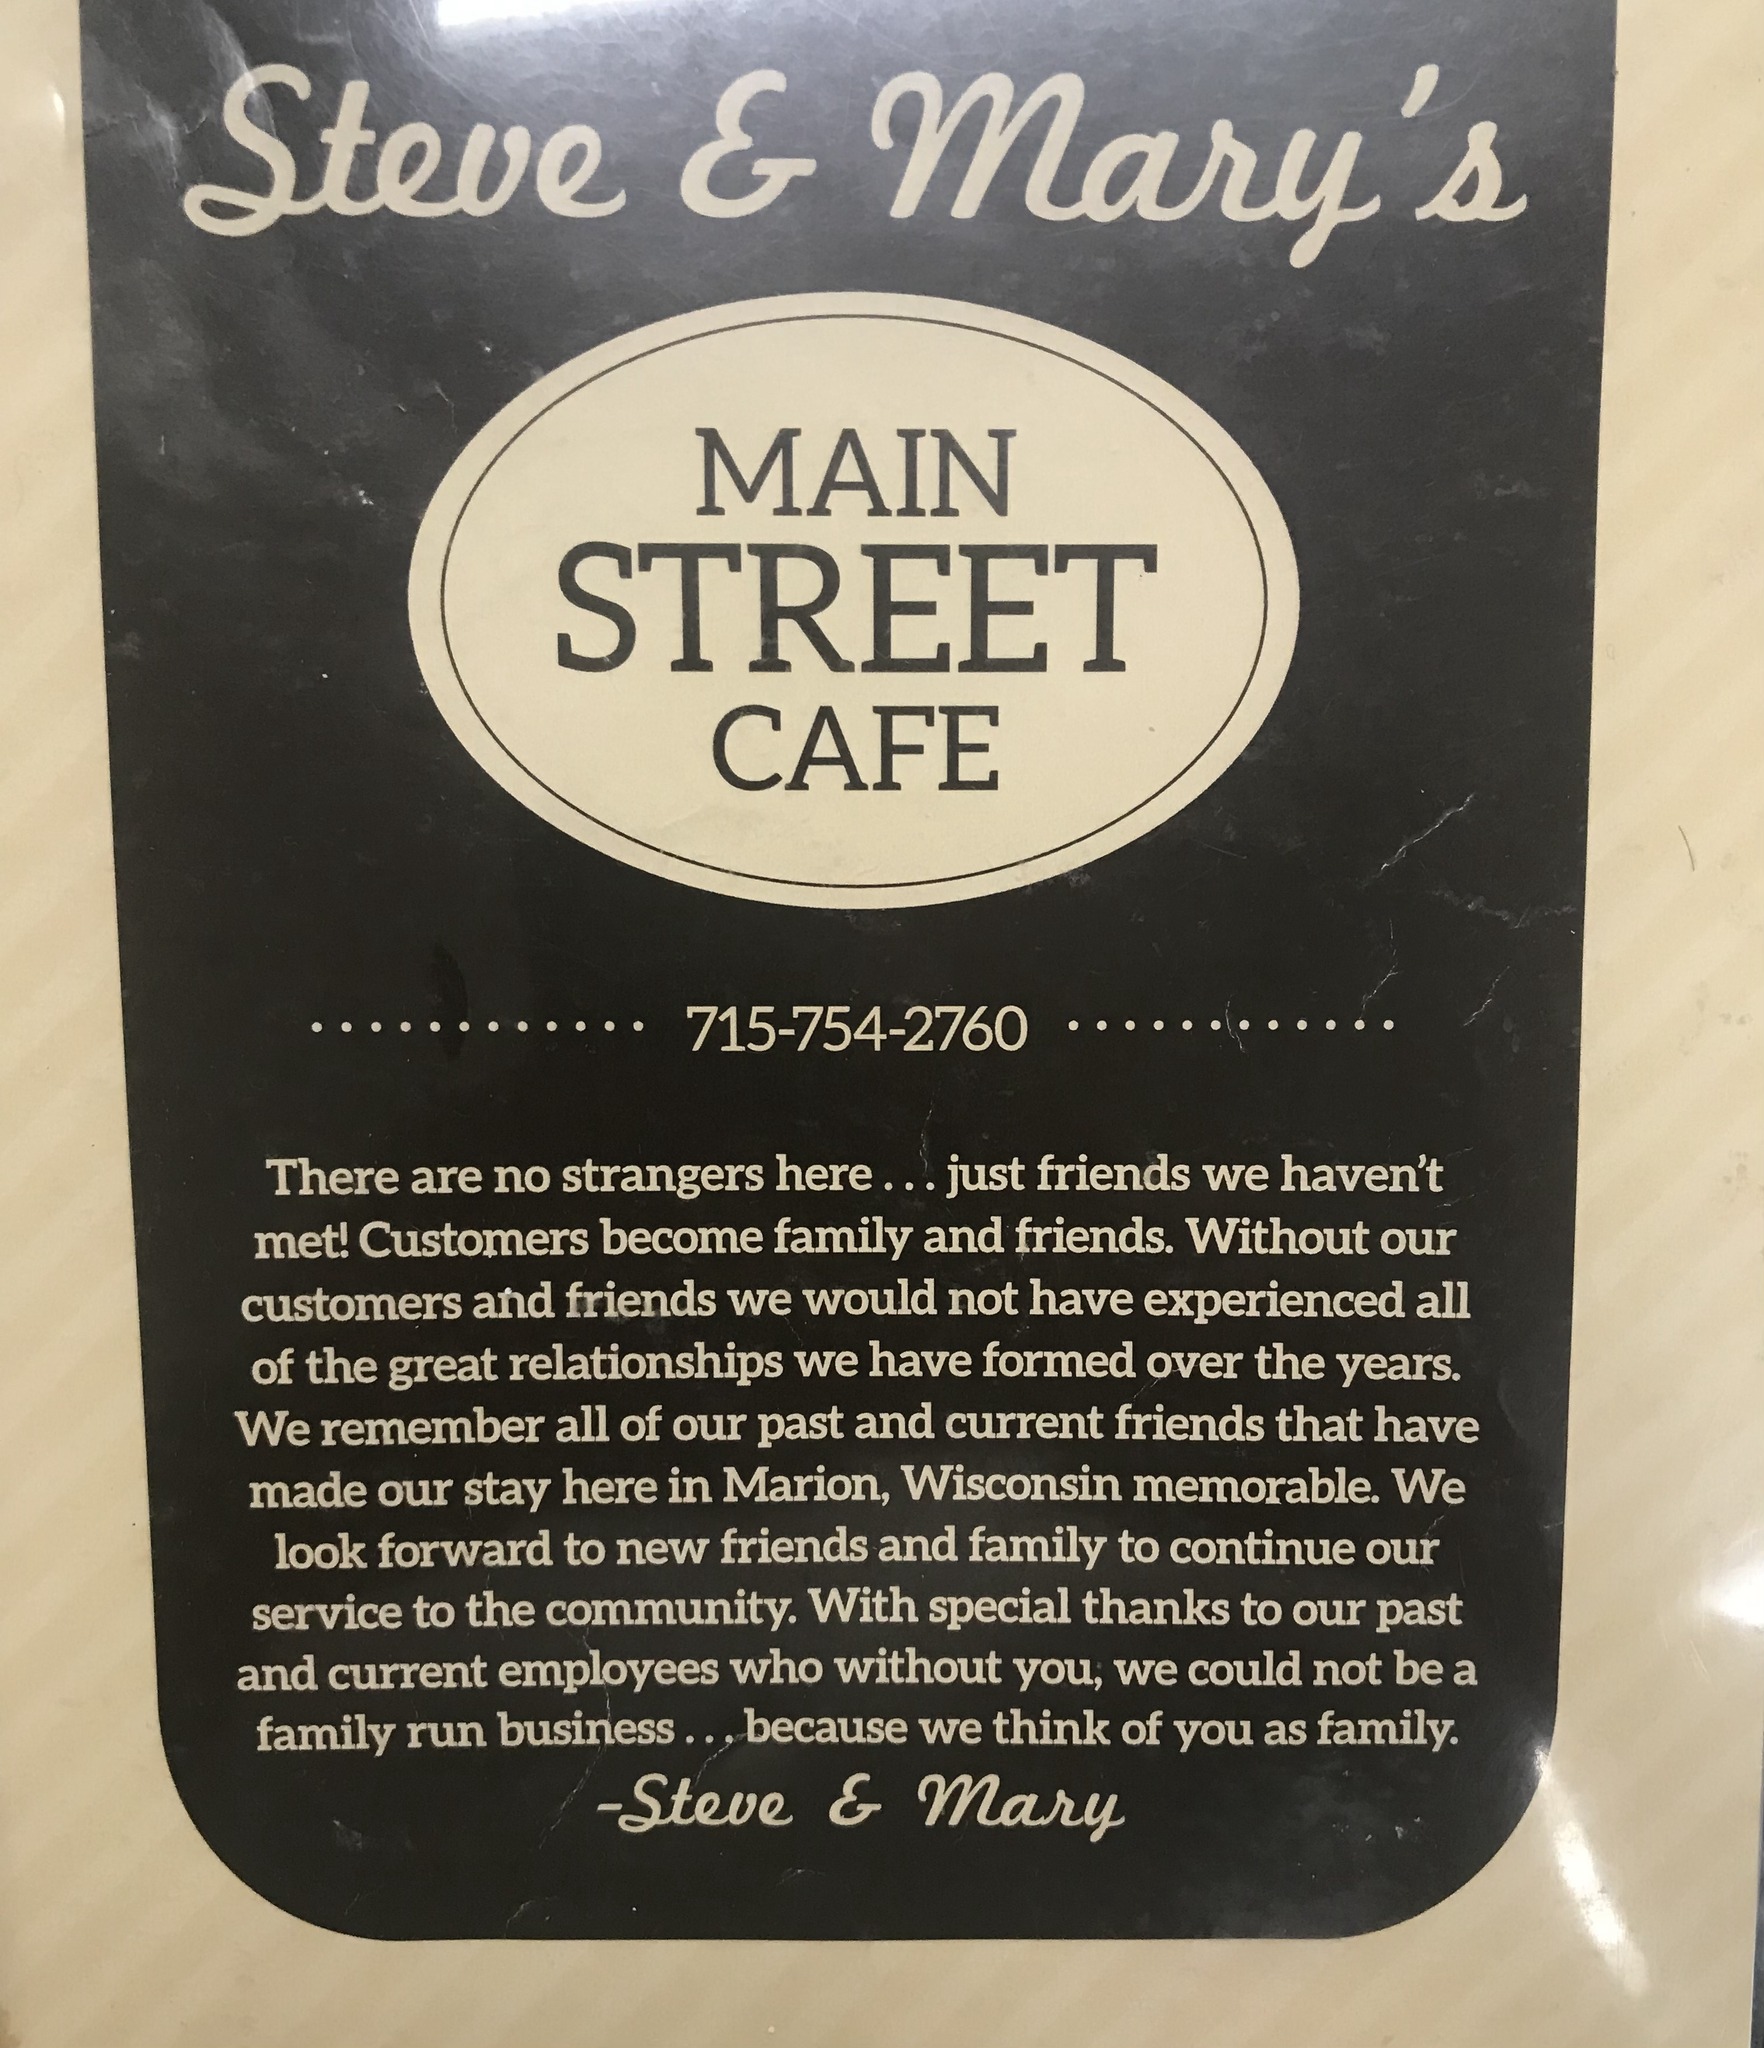 Steve & Mary's
MAIN
STREET
CAFE
............ 715-754-2760 ............
There are no strangers here... just friends we haven't
met! Customers become family and friends. Without our
customers and friends we would not have experienced all
of the great relationships we have formed over the years.
We remember all of our past and current friends that have
made our stay here in Marion, Wisconsin memorable. We
look forward to new friends and family to continue our
service to the community. With special thanks to our past
and current employees who without you, we could not be a
family run business... because we think of you as family.
-Steve & Mary